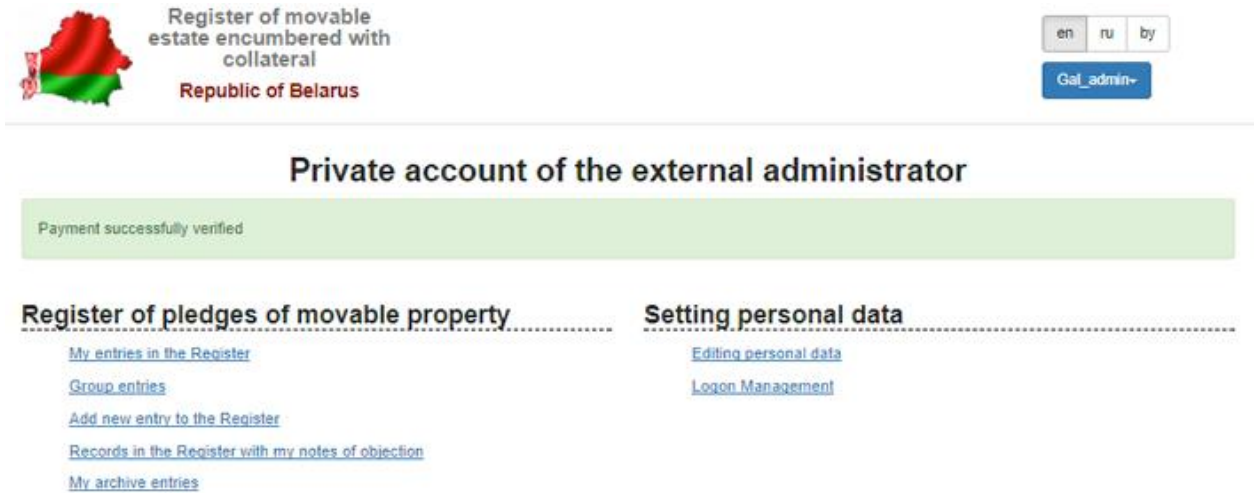 Register of movable
estate encumbered with
collateral
Republic of Belarus
en ru by
Gal_admin
Private account of the external administrator
Payment successfully verified
Register of pledges of movable property
My entries in the Register
Group entries
Add new entry to the Register
Records in the Register with my notes of objection
My archive entries
Setting personal data
Editing personal data
Logon Management